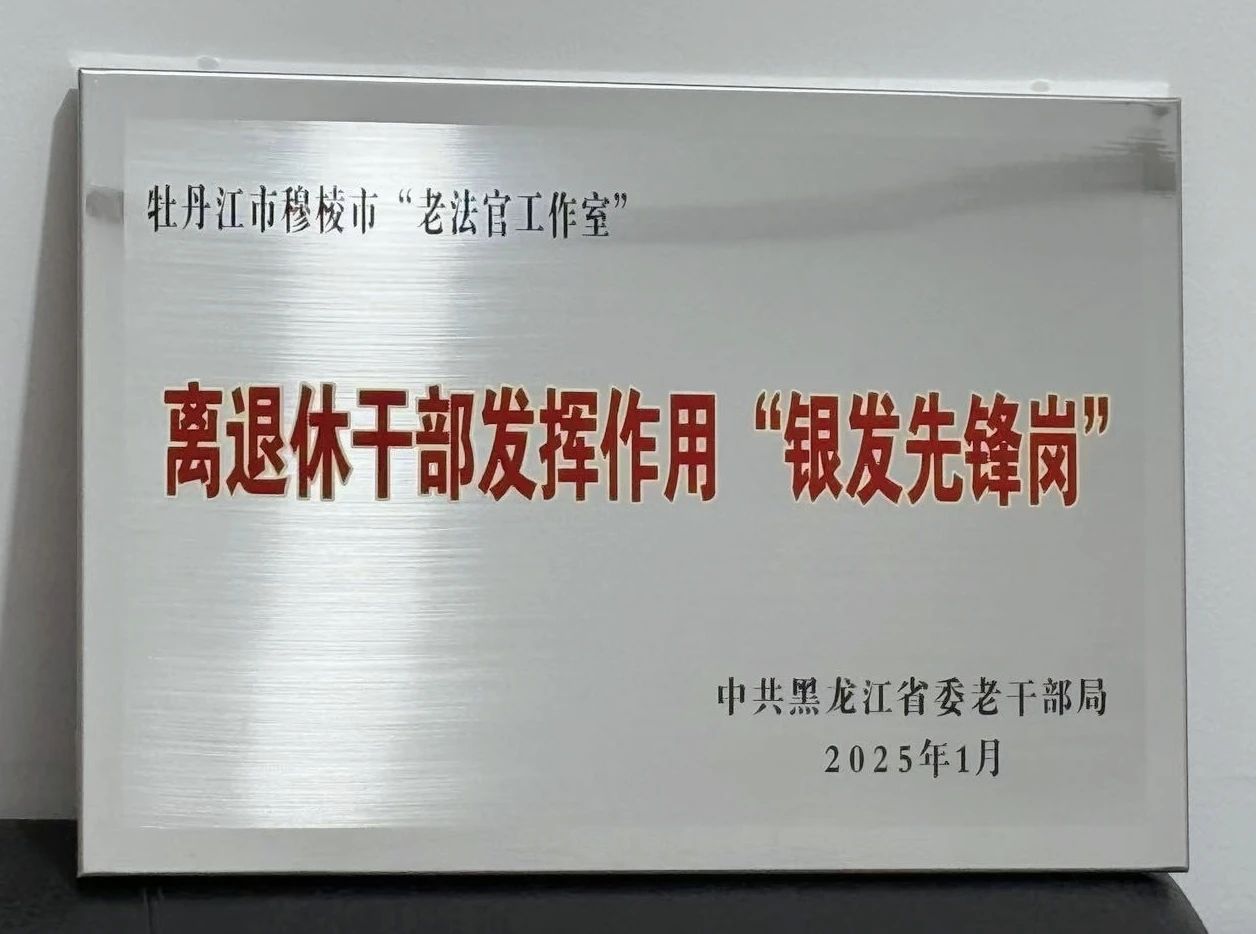 牡丹江市穆棱市“老法官工作室”
离退休干部发挥作用“银发先锋岗”
中共黑龙江省委老干部局
2025年1月